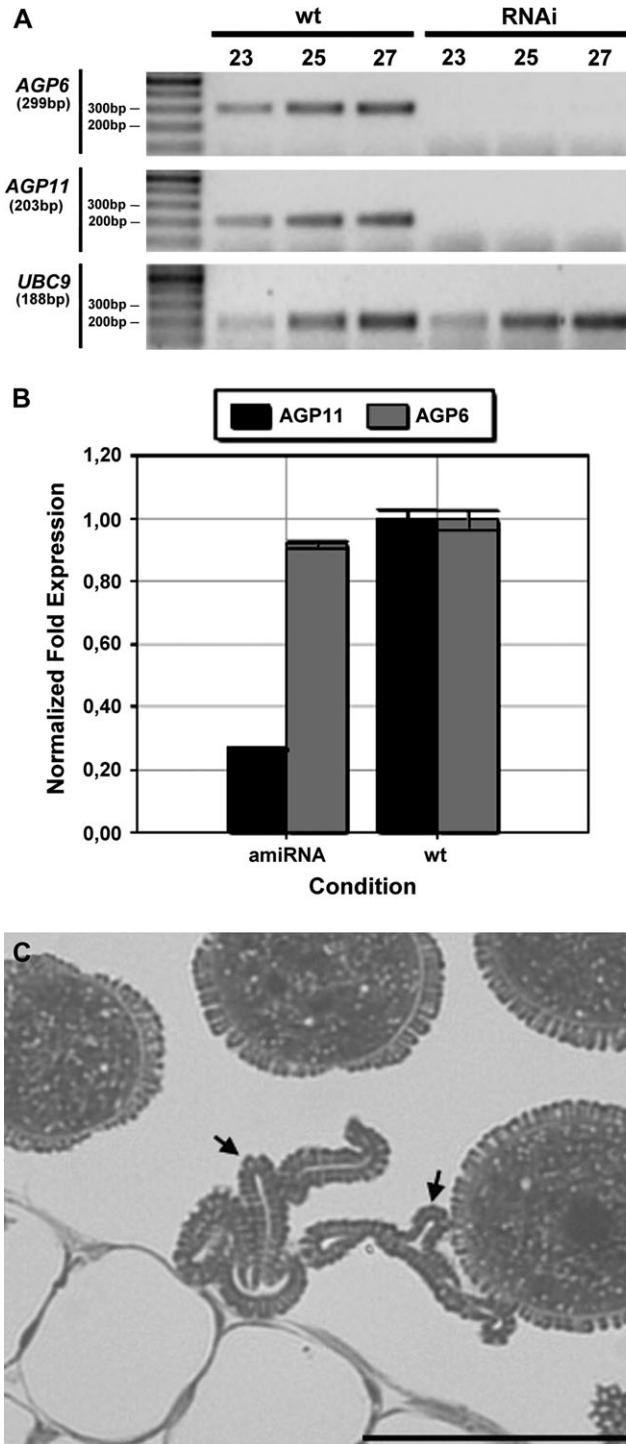 A
wt RNAi
23 25 27 23 25 27
AGP6
(299bp)
300bp
200bp
AGP11
(203bp)
300bp
200bp
UBC9
(188bp)
300bp
200bp
B
AGP11 AGP6
1,20
1,00
0,80
0,60
0,40
0,20
0,00
Normalized Fold Expression
amiRNA wt
Condition
C